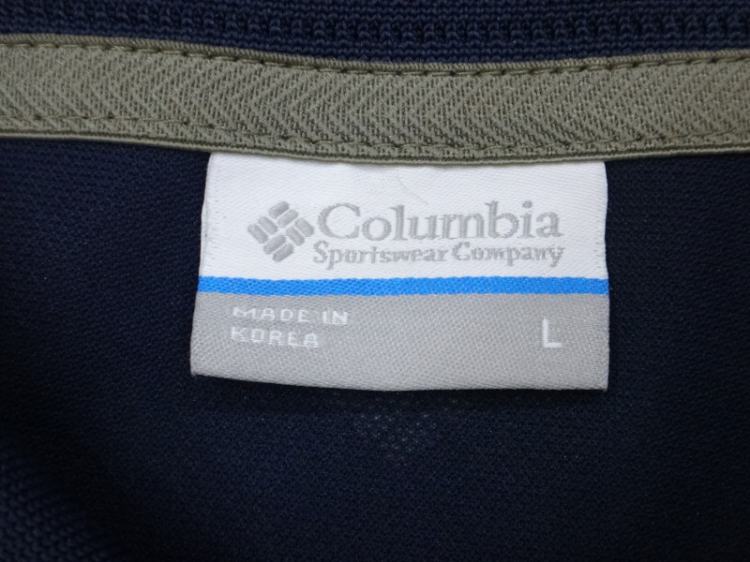 Columbia
Sportswear Company
MADE IN
KOREA
L